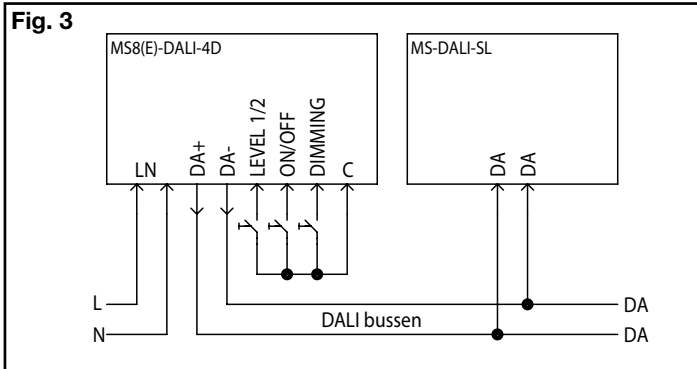 Fig. 3
MS8(E)-DALI-4D
MS-DALI-SL
LN
DA+
DA-
LEVEL 1/2
ON/OFF
DIMMING
C
DA
DA
L
DA
DALI bussen
N
DA